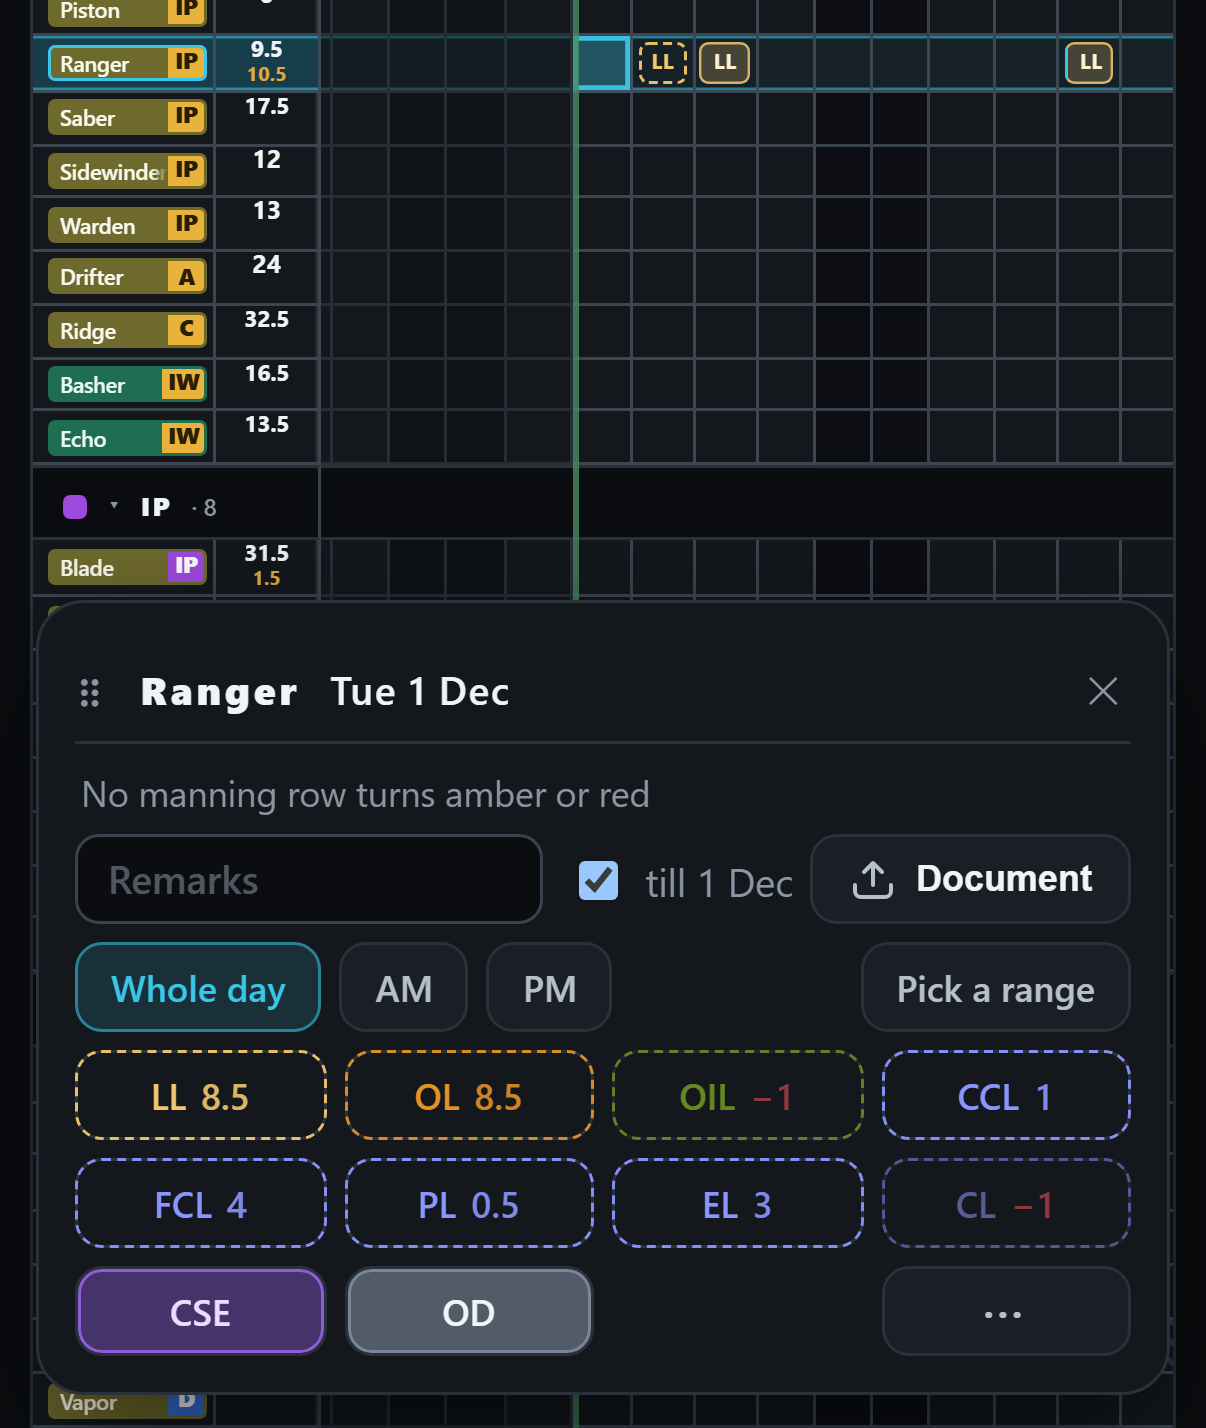 Piston IP
Ranger IP 9.5 LL LL LL
10.5
Saber IP 17.5
Sidewinder IP 12
Warden IP 13
Drifter A 24
Ridge C 32.5
Basher IW 16.5
Echo IW 13.5
IP · 8
Blade IP 31.5
1.5
Ranger Tue 1 Dec
No manning row turns amber or red
Remarks till 1 Dec Document
Whole day AM PM Pick a range
LL 8.5 OL 8.5 OIL −1 CCL 1
FCL 4 PL 0.5 EL 3 CL −1
CSE OD ...
Vapor D